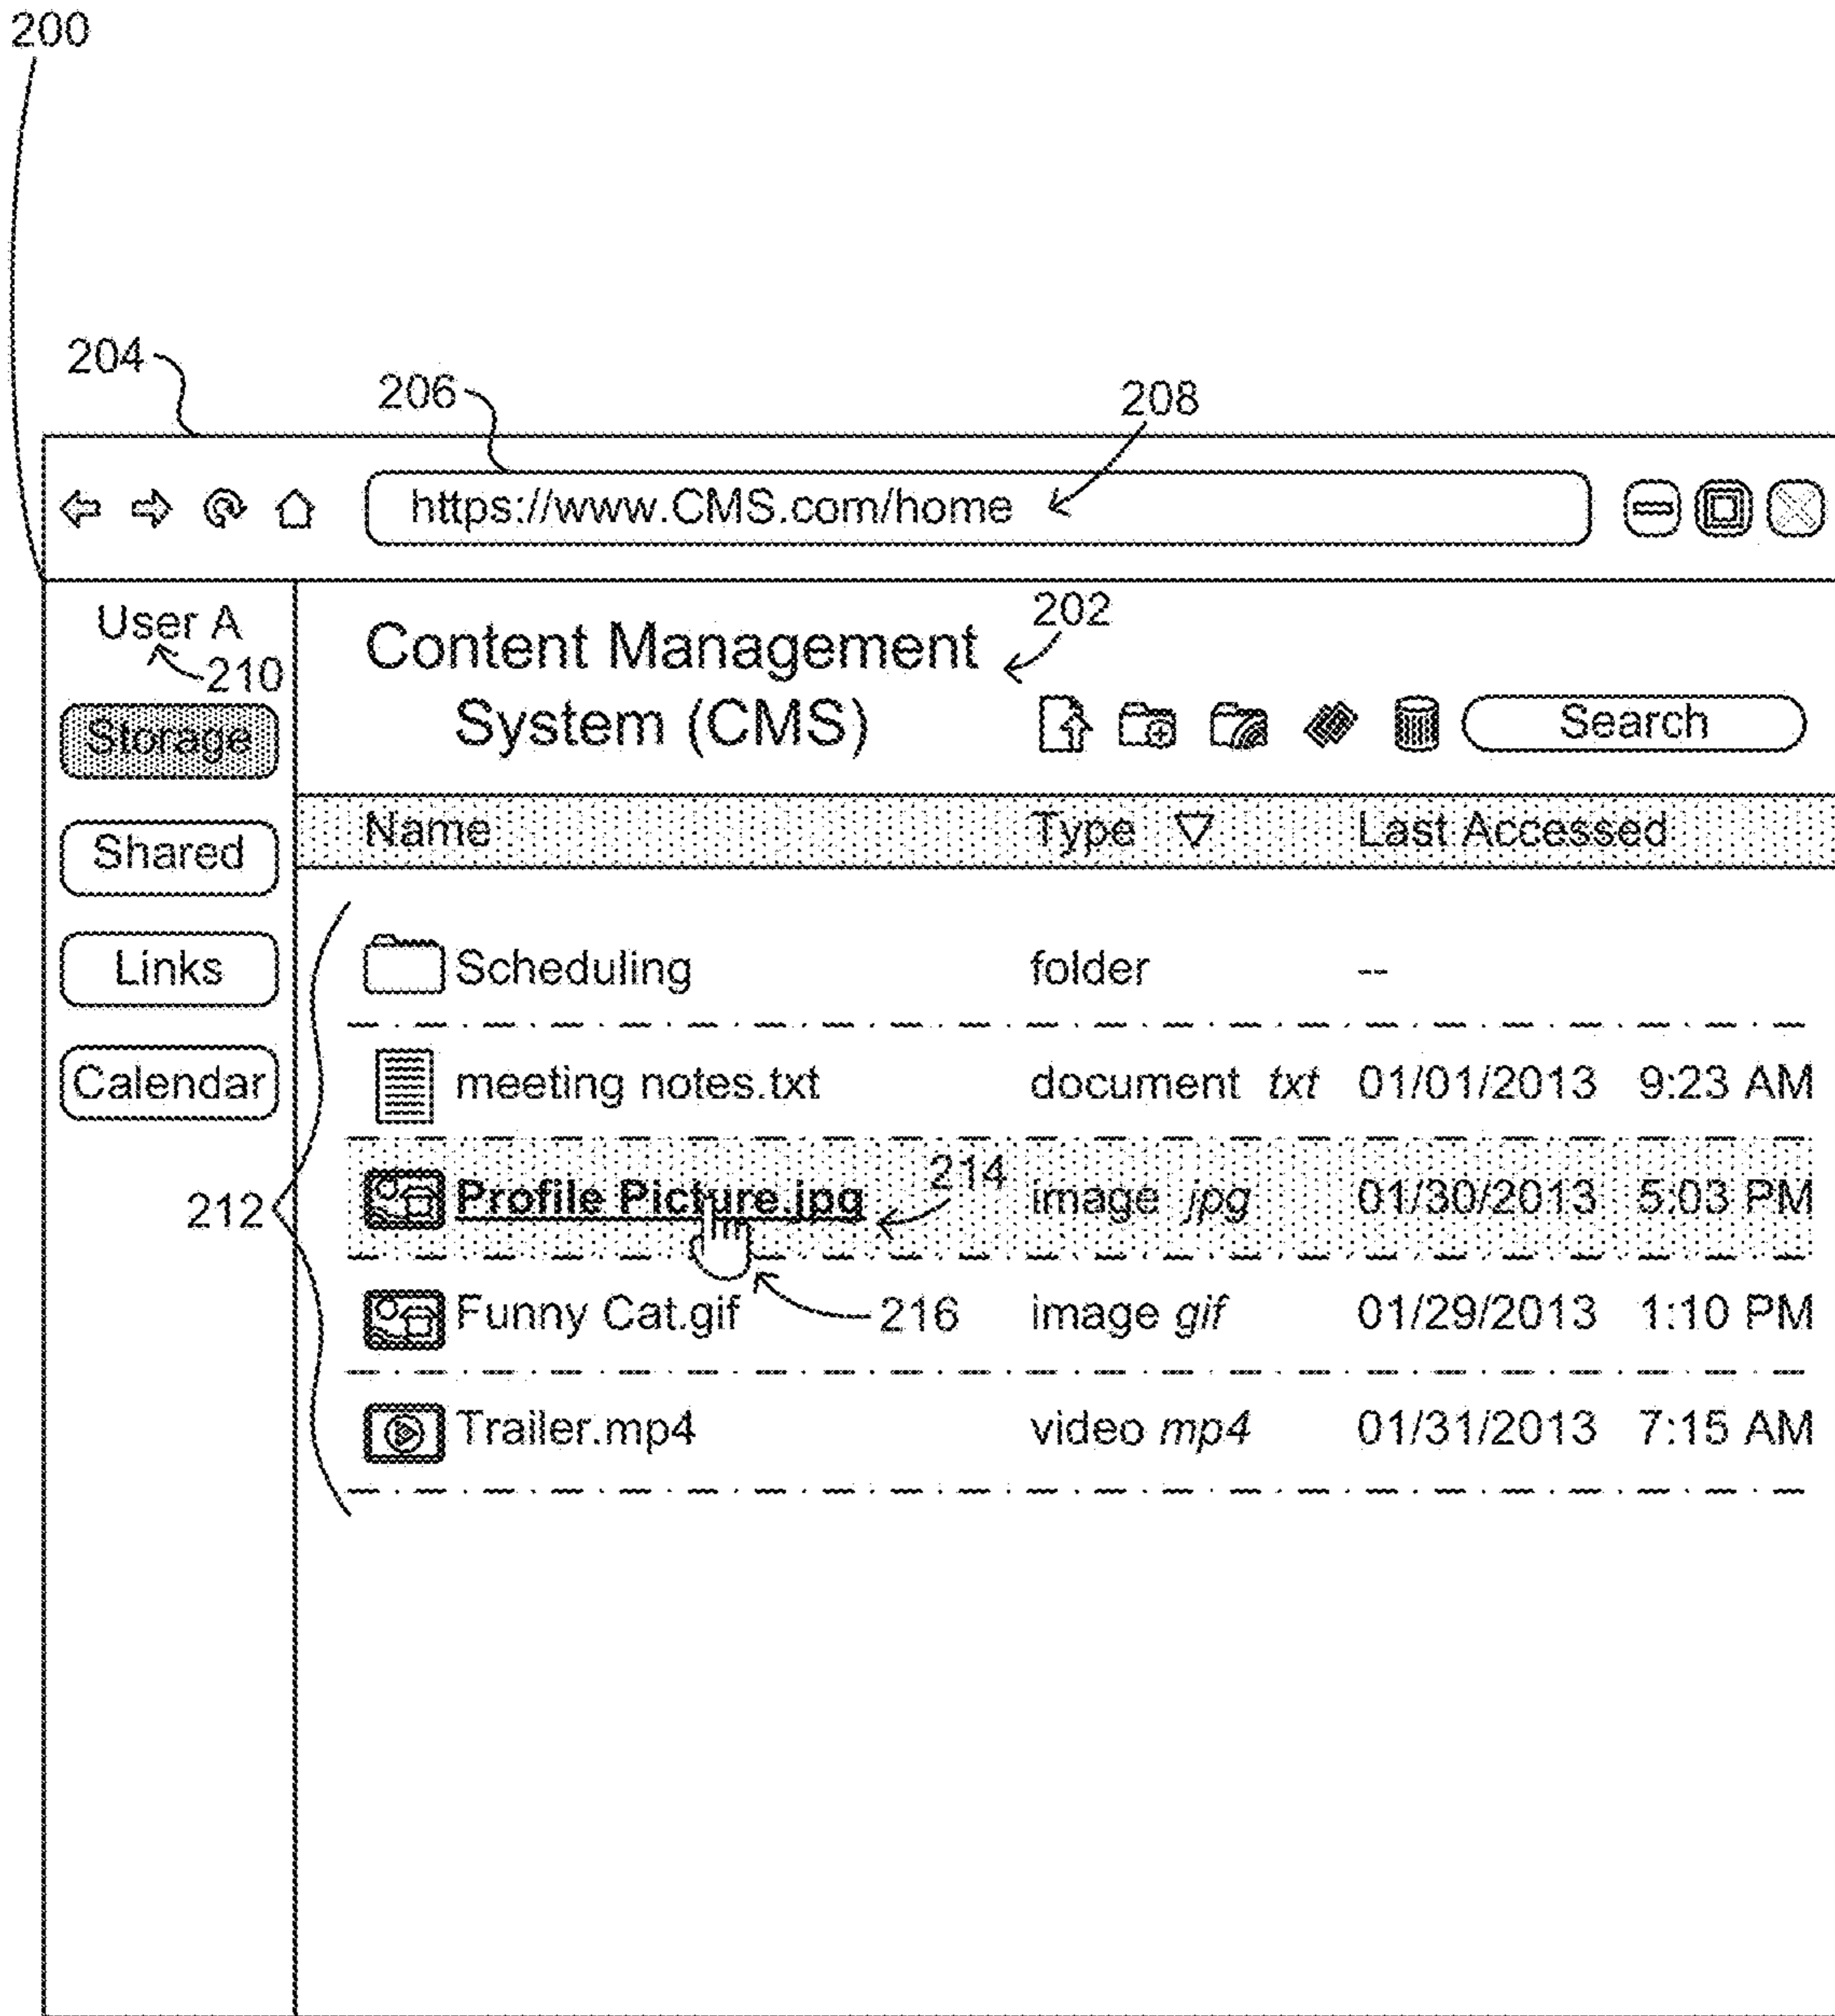 200
204
206
208
https://www.CMS.com/home
User A
210
Content Management
System (CMS)
202
Search
Storage
Shared
Links
Calendar
Name Type Last Accessed
Scheduling folder --
meeting notes.txt document txt 01/01/2013 9:23 AM
Profile Picture.jpg image jpg 01/30/2013 5:03 PM
214
212
Funny Cat.gif image gif 01/29/2013 1:10 PM
216
Trailer.mp4 video mp4 01/31/2013 7:15 AM